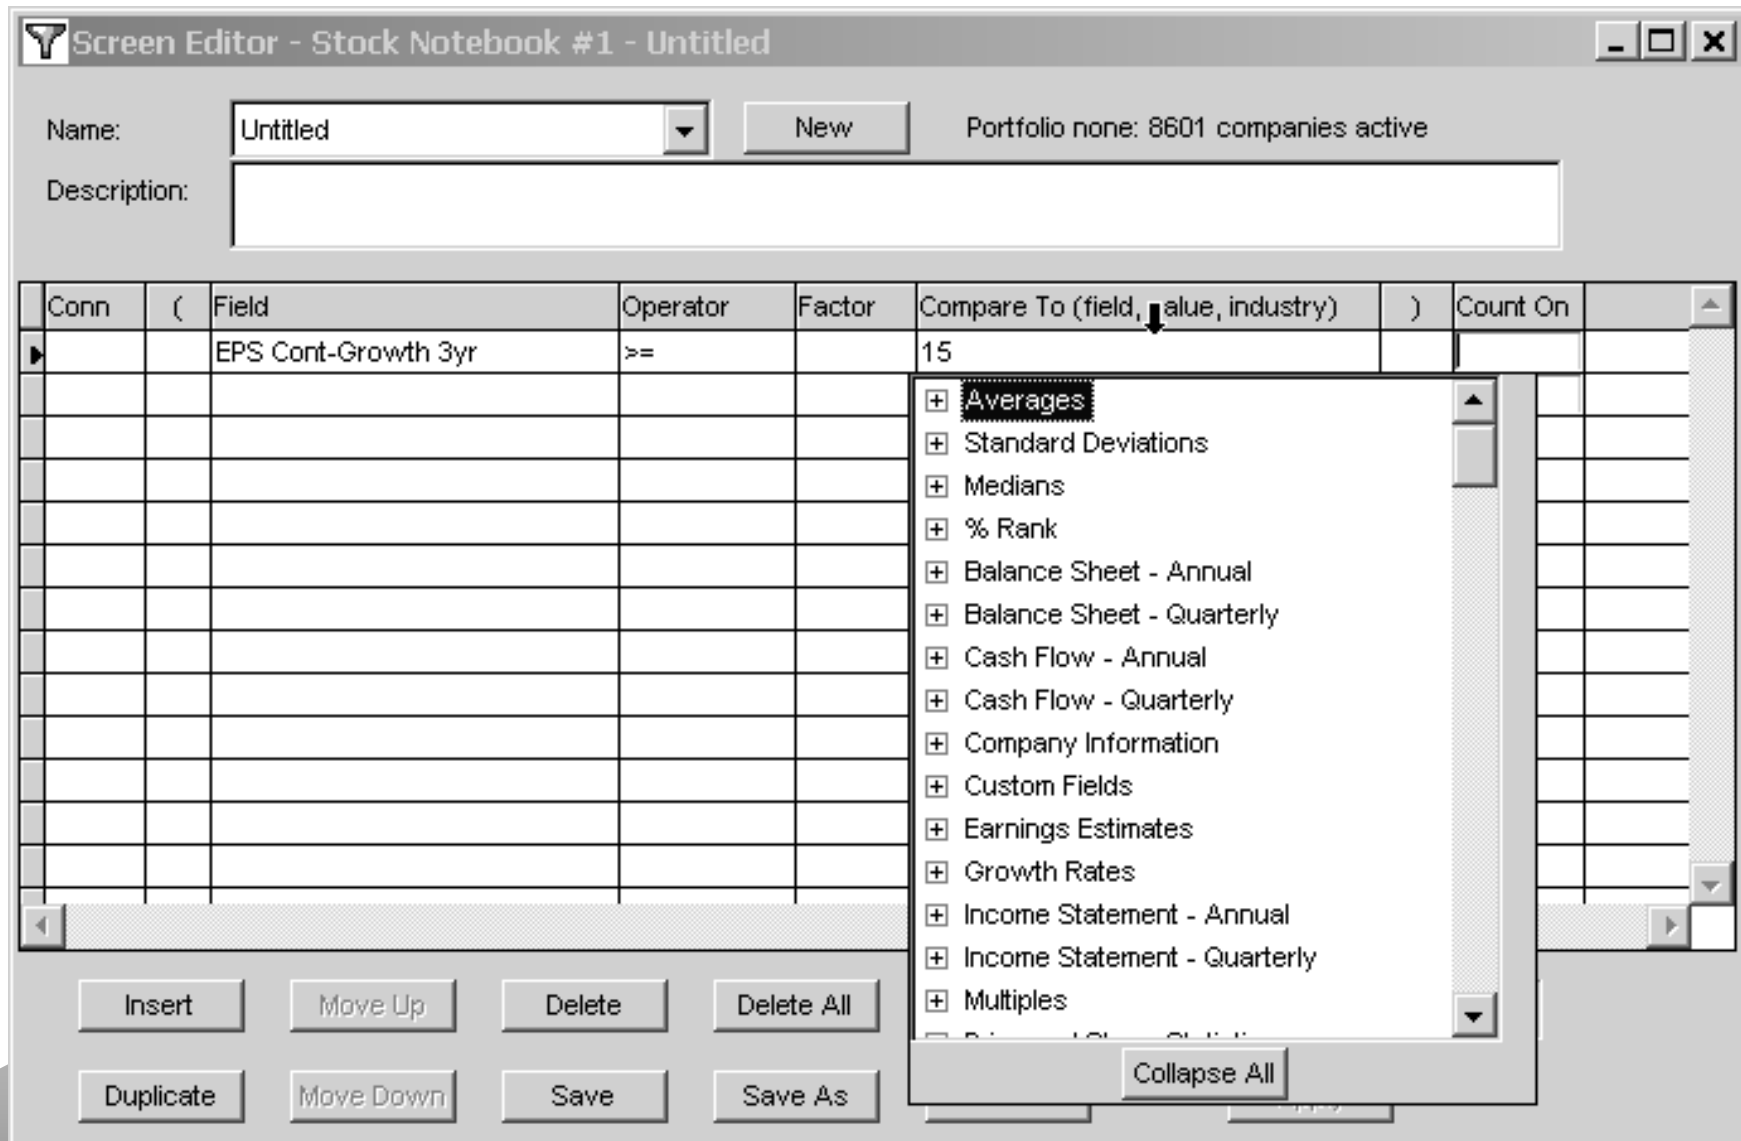 Screen Editor - Stock Notebook #1 - Untitled
Name: Untitled New Portfolio none: 8601 companies active
Description:
Conn ( Field Operator Factor Compare To (field, alue, industry) ) Count On
EPS Cont-Growth 3yr >= 15
Averages
Standard Deviations
Medians
% Rank
Balance Sheet - Annual
Balance Sheet - Quarterly
Cash Flow - Annual
Cash Flow - Quarterly
Company Information
Custom Fields
Earnings Estimates
Growth Rates
Income Statement - Annual
Income Statement - Quarterly
Multiples
Insert Move Up Delete Delete All
Collapse All
Duplicate Move Down Save Save As